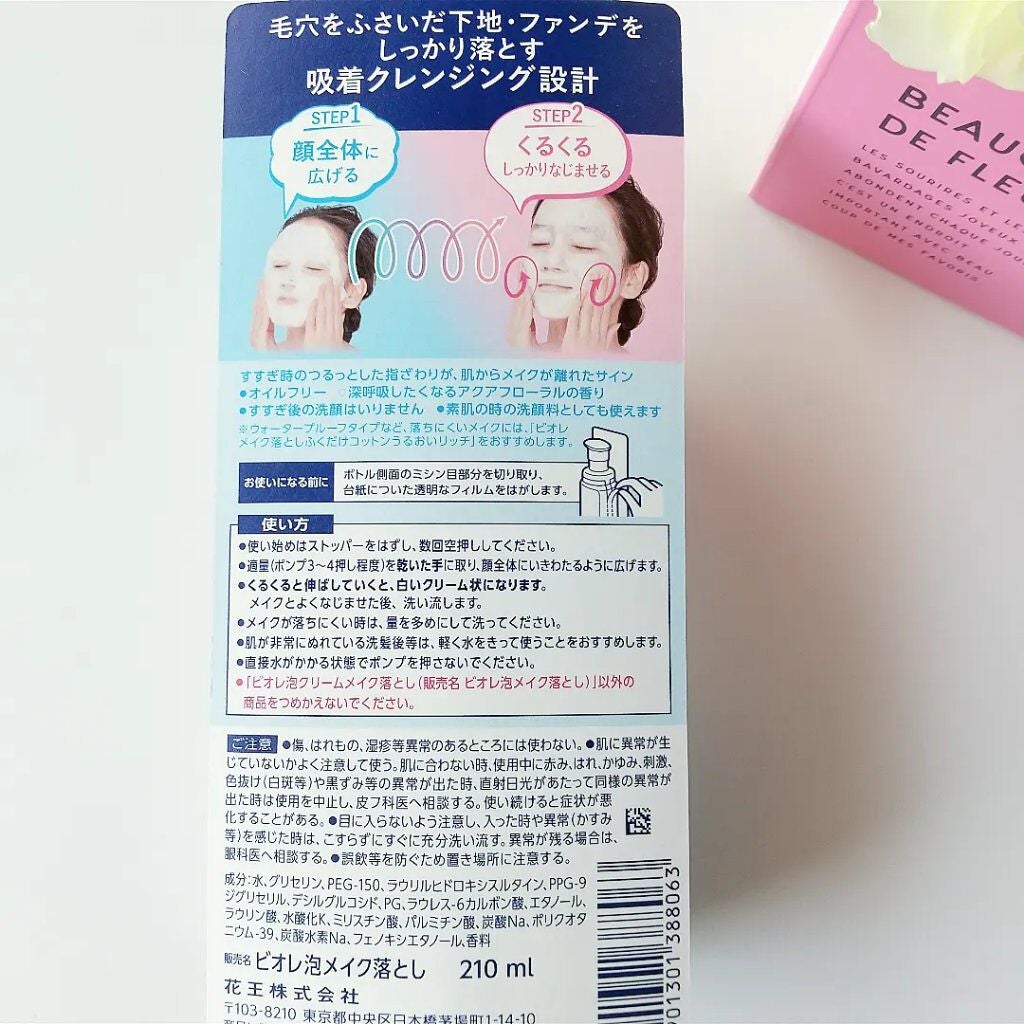 毛穴をふさいだ下地・ファンデを
しっかり落とす
吸着クレンジング設計
STEP1
顔全体に
広げる
STEP2
くるくる
しっかりなじませる
すすぎ時のつるっとした指ざわりが、肌からメイクが離れたサイン
●オイルフリー ○深呼吸したくなるアクアフローラルの香り
●すすぎ後の洗顔はいりません ●素肌の時の洗顔料としても使えます
※ウォータープルーフタイプなど、落ちにくいメイクには、「ビオレ
メイク落としふくだけコットンうるおいリッチ」をおすすめします。
お使いになる前に
ボトル側面のミシン目部分を切り取り、
台紙についた透明なフィルムをはがします。
使い方
●使い始めはストッパーをはずし、数回空押ししてください。
●適量(ポンプ3〜4押し程度)を乾いた手に取り、顔全体にいきわたるように広げます。
●くるくると伸ばしていくと、白いクリーム状になります。
メイクとよくなじませた後、洗い流します。
●メイクが落ちにくい時は、量を多めにして洗ってください。
●肌が非常にぬれている洗髪後等は、軽く水をきって使うことをおすすめします。
●直接水がかかる状態でポンプを押さないでください。
●「ビオレ泡クリームメイク落とし(販売名 ビオレ泡メイク落とし)」以外の
商品をつめかえないでください。
ご注意 ●傷、はれもの、湿疹等異常のあるところには使わない。●肌に異常が生
じていないかよく注意して使う。肌に合わない時、使用中に赤み、はれ、かゆみ、刺激、
色抜け(白斑等)や黒ずみ等の異常が出た時、直射日光があたって同様の異常が
出た時は使用を中止し、皮フ科医へ相談する。使い続けると症状が悪
化することがある。●目に入らないよう注意し、入った時や異常(かすみ
等)を感じた時は、こすらずにすぐに充分洗い流す。異常が残る場合は、
眼科医へ相談する。●誤飲等を防ぐため置き場所に注意する。
成分:水、グリセリン、PEG-150、ラウリルヒドロキシスルタイン、PPG-9
ジグリセリル、デシルグルコシド、PG、ラウレス-6カルボン酸、エタノール、
ラウリン酸、水酸化K、ミリスチン酸、パルミチン酸、炭酸Na、ポリクオタ
ニウム-39、炭酸水素Na、フェノキシエタノール、香料
販売名 ビオレ泡メイク落とし 210 ml
花王株式会社
〒103-8210 東京都中央区日本橋茅場町1-14-10
901301 388063
BEAU
DE FLE
LES SOURIRES ET LE
BAVARDAGES JOYEUX
ABONDENT CHAQUE JOU
C'EST UN ENDROIT
IMPORTANT AVEC BEAU
COUP DE MES FAVORIS